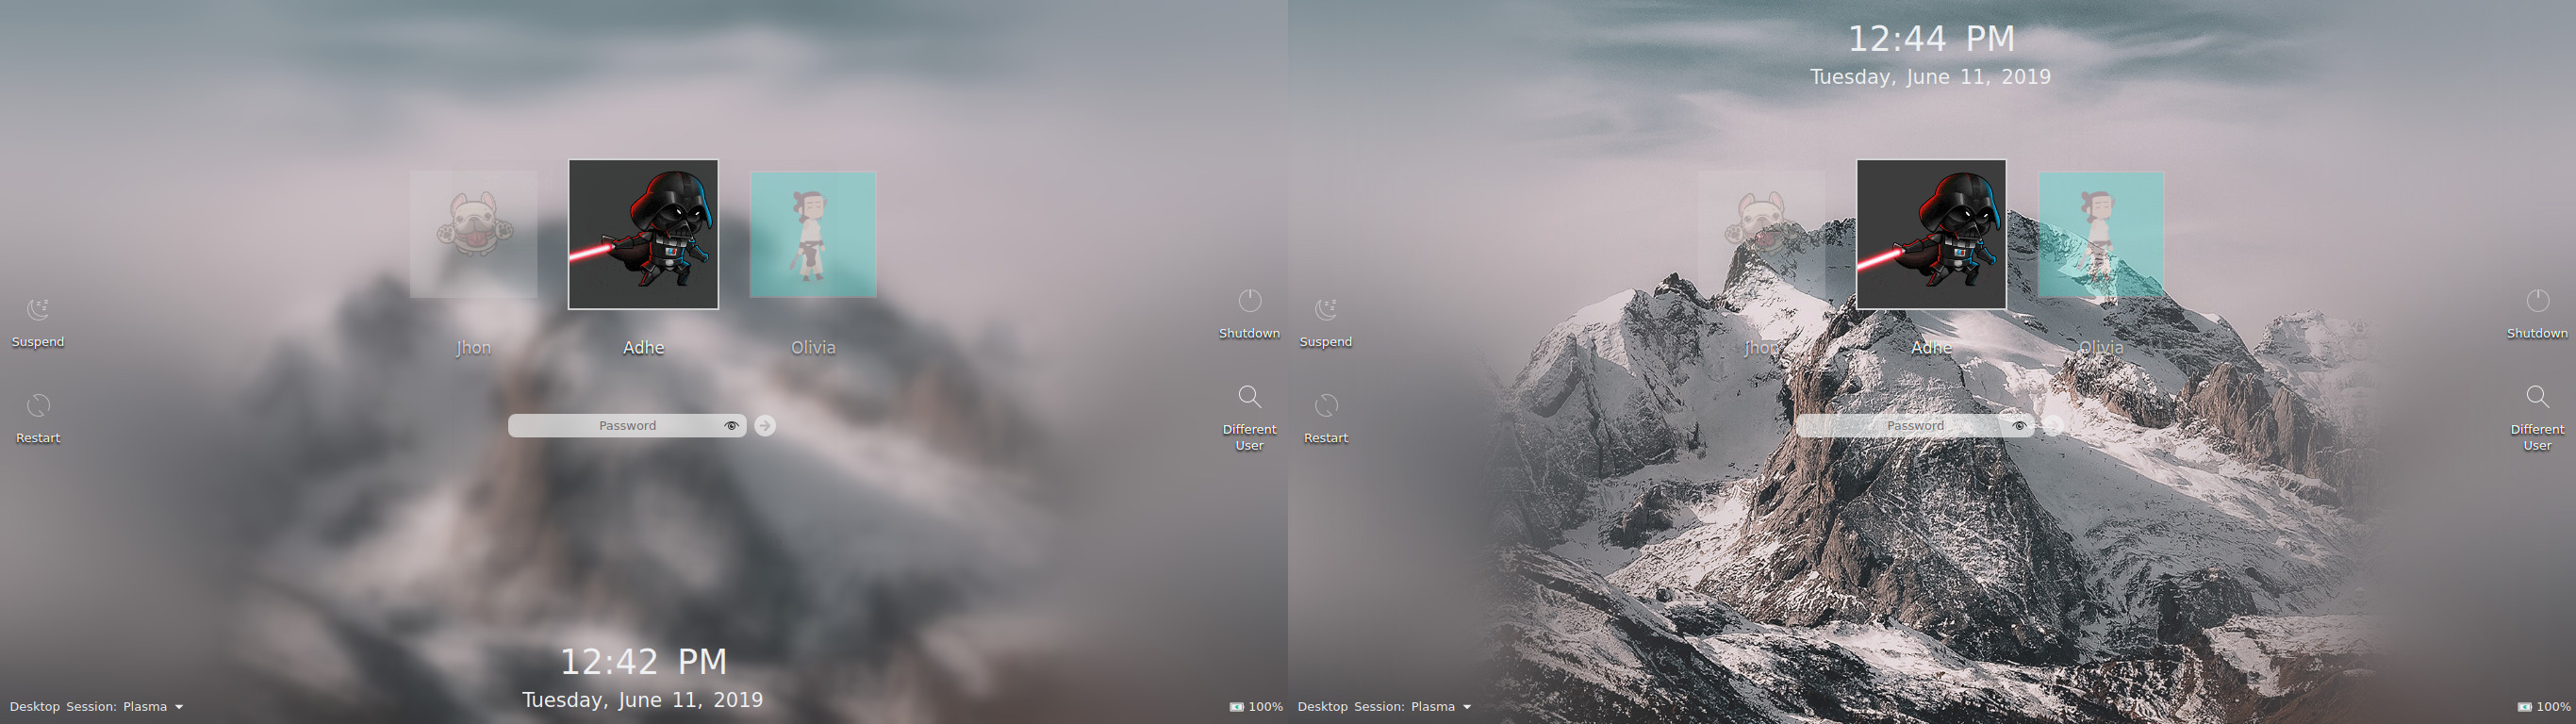 Jhon
Adhe
Olivia
Suspend
Restart
Shutdown
Different
User
Password
12:42 PM
Tuesday, June 11, 2019
Desktop Session: Plasma
100%
12:44 PM
Tuesday, June 11, 2019
Jhon
Adhe
Olivia
Suspend
Restart
Shutdown
Different
User
Password
Desktop Session: Plasma
100%